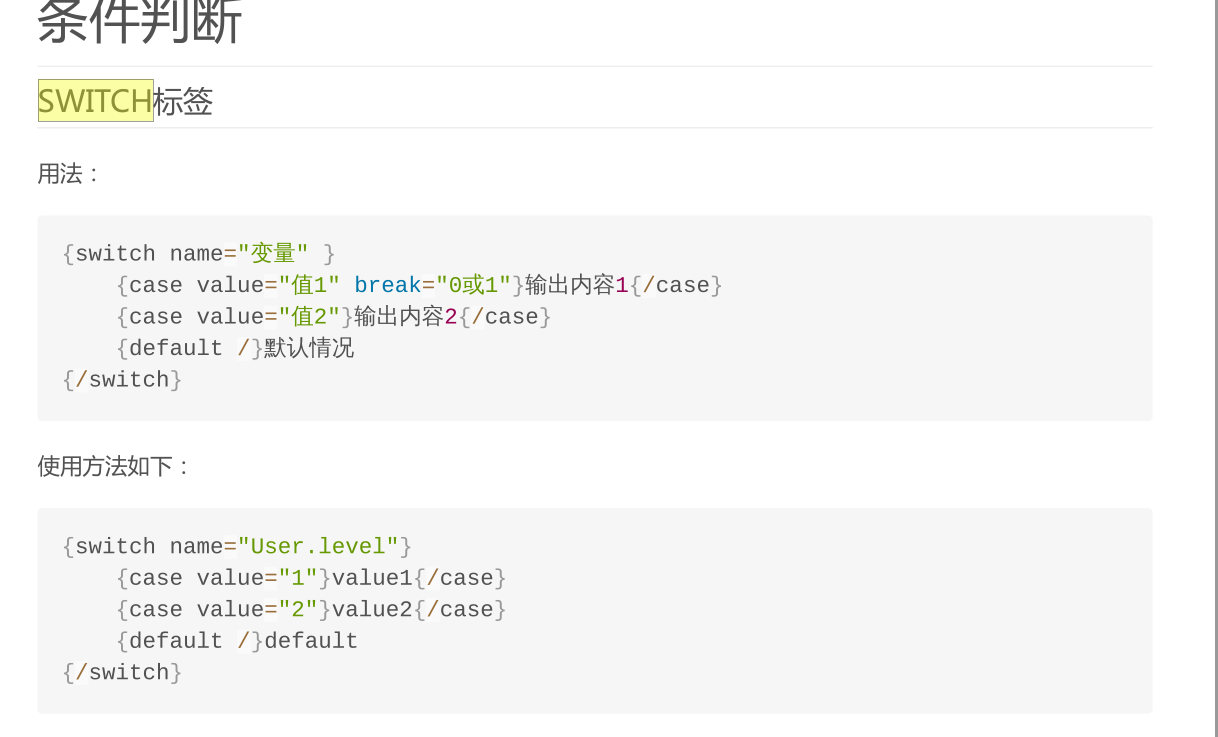 条件判断
SWITCH标签
用法：
{switch name="变量" }
    {case value="值1" break="0或1"}输出内容1{/case}
    {case value="值2"}输出内容2{/case}
    {default /}默认情况
{/switch}
使用方法如下：
{switch name="User.level"}
    {case value="1"}value1{/case}
    {case value="2"}value2{/case}
    {default /}default
{/switch}